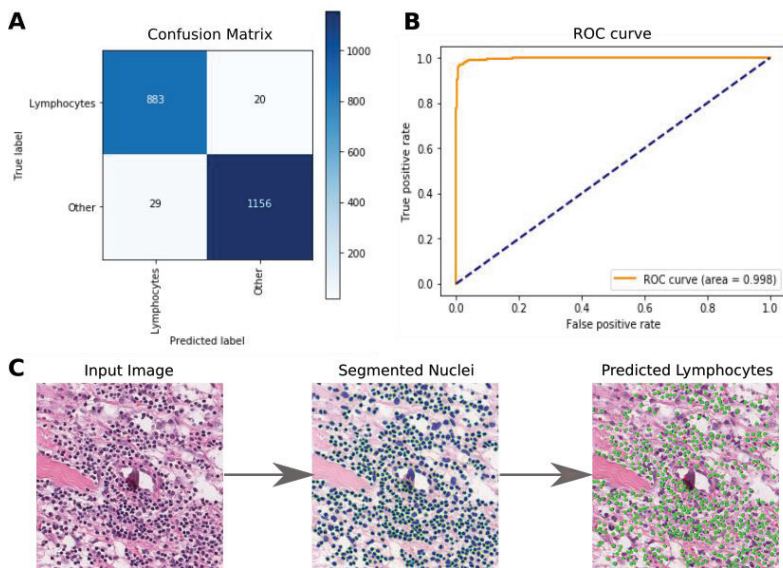 A
Confusion Matrix
True label
Lymphocytes
Other
883
20
29
1156
Lymphocytes
Other
Predicted label
1000
800
600
400
200
B
ROC curve
True positive rate
1.0
0.8
0.6
0.4
0.2
0.0
ROC curve (area = 0.998)
0.0 0.2 0.4 0.6 0.8 1.0
False positive rate
C
Input Image
Segmented Nuclei
Predicted Lymphocytes